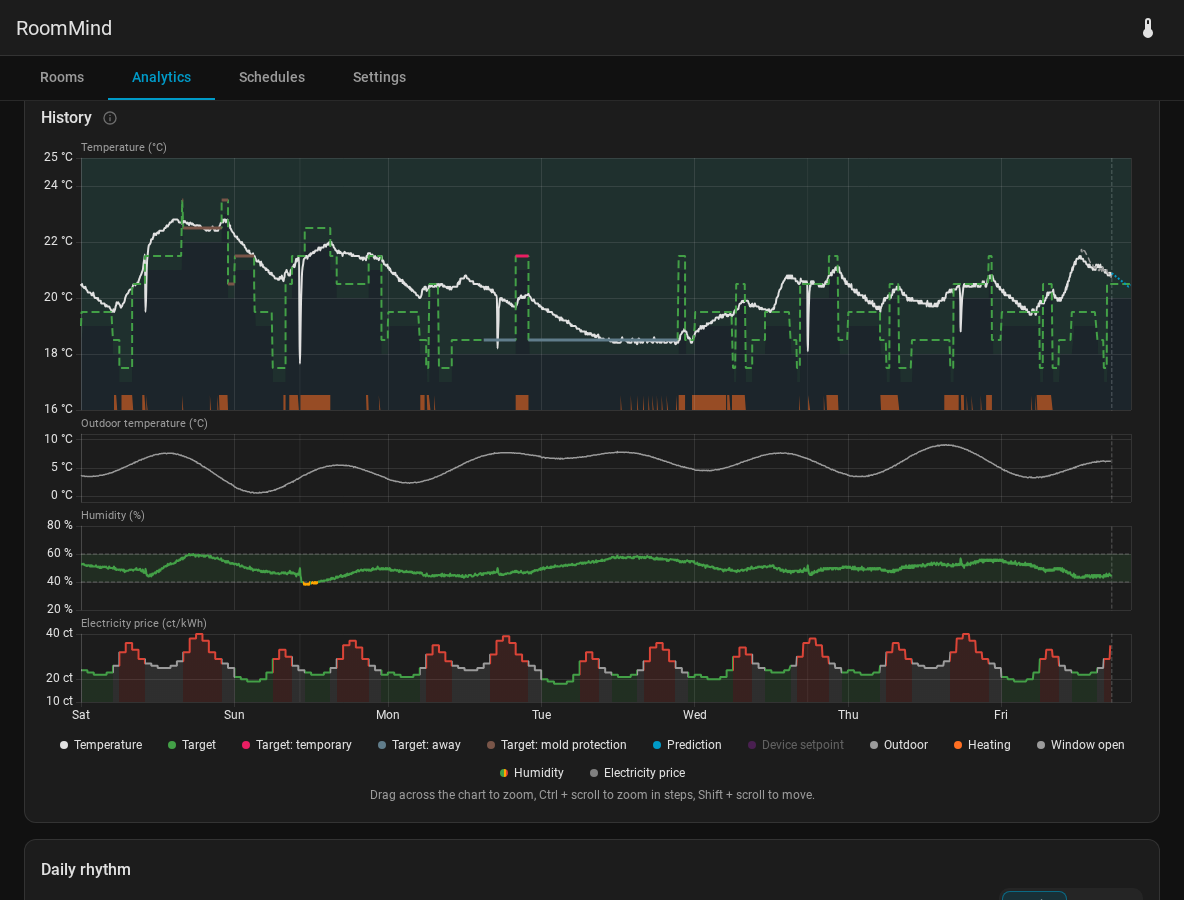 RoomMind
Rooms Analytics Schedules Settings
History
Temperature (°C)
25 °C
24 °C
22 °C
20 °C
18 °C
16 °C
Outdoor temperature (°C)
10 °C
5 °C
0 °C
Humidity (%)
80 %
60 %
40 %
20 %
Electricity price (ct/kWh)
40 ct
20 ct
10 ct
Sat Sun Mon Tue Wed Thu Fri
Temperature Target Target: temporary Target: away Target: mold protection Prediction Device setpoint Outdoor Heating Window open
Humidity Electricity price
Drag across the chart to zoom, Ctrl + scroll to zoom in steps, Shift + scroll to move.
Daily rhythm